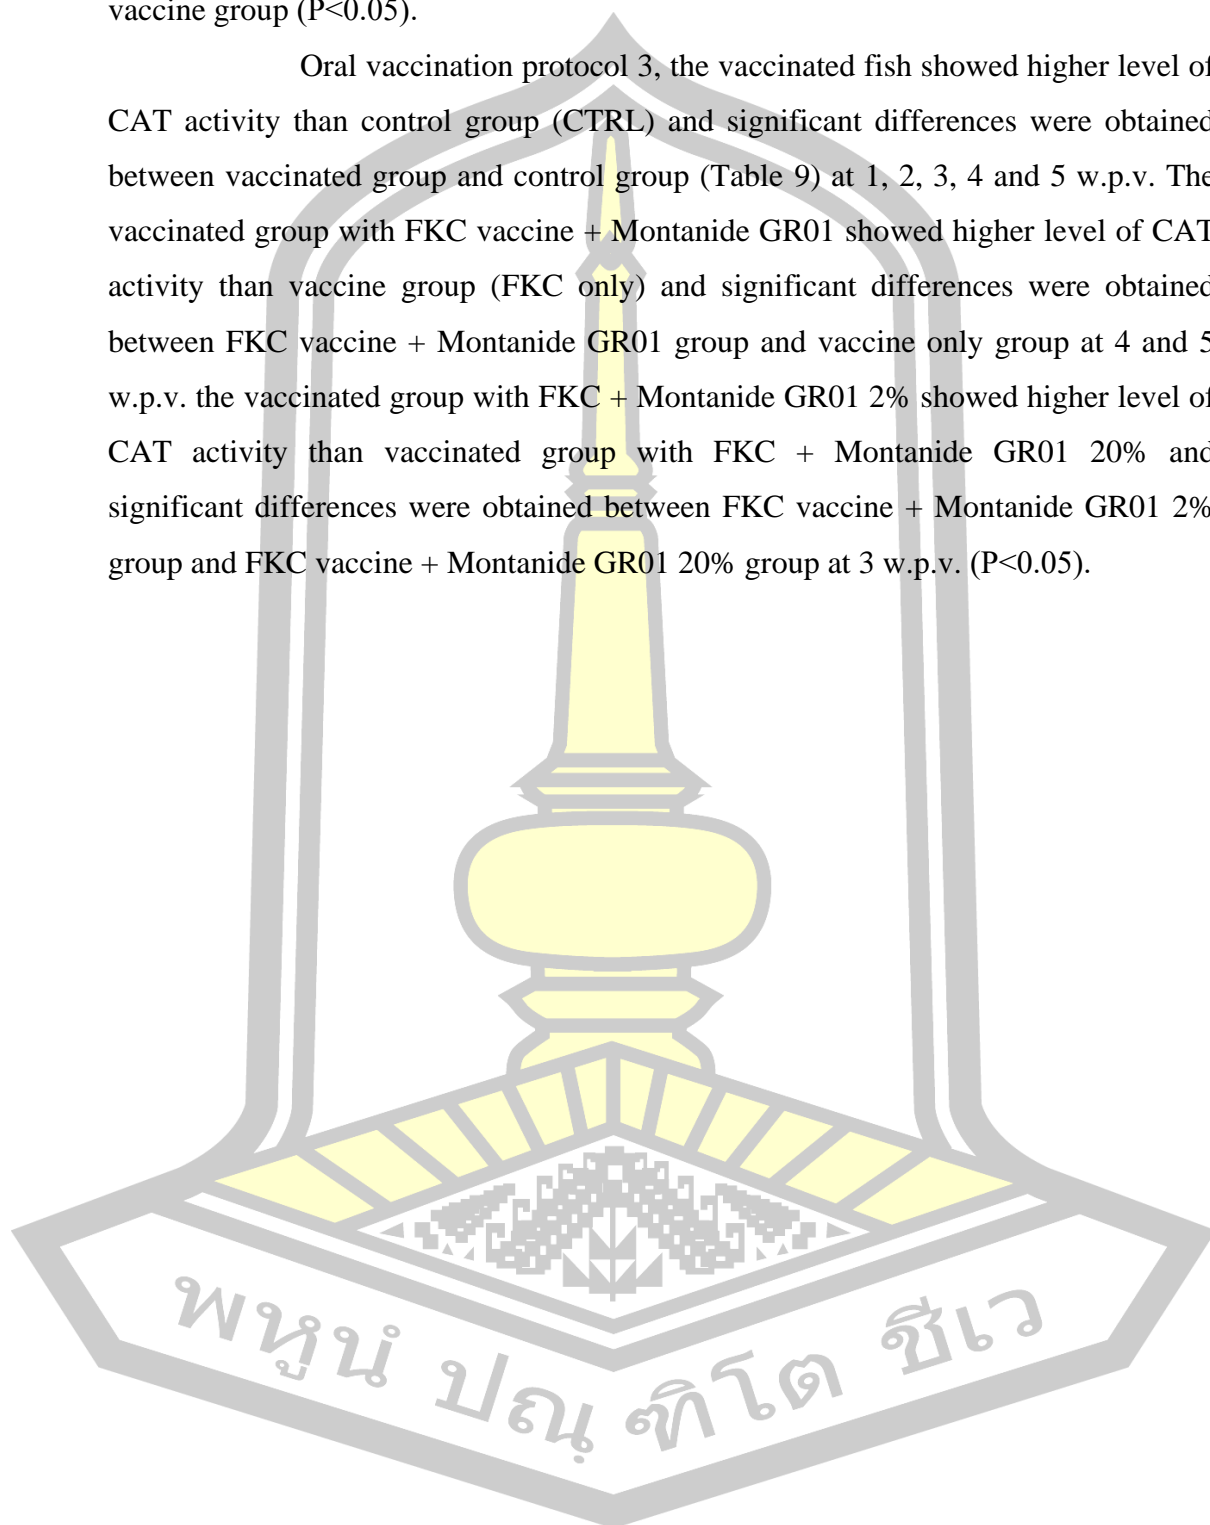 vaccine group (P<0.05).
Oral vaccination protocol 3, the vaccinated fish showed higher level of
CAT activity than control group (CTRL) and significant differences were obtained
between vaccinated group and control group (Table 9) at 1, 2, 3, 4 and 5 w.p.v. The
vaccinated group with FKC vaccine + Montanide GR01 showed higher level of CAT
activity than vaccine group (FKC only) and significant differences were obtained
between FKC vaccine + Montanide GR01 group and vaccine only group at 4 and 5
w.p.v. the vaccinated group with FKC + Montanide GR01 2% showed higher level of
CAT activity than vaccinated group with FKC + Montanide GR01 20% and
significant differences were obtained between FKC vaccine + Montanide GR01 2%
group and FKC vaccine + Montanide GR01 20% group at 3 w.p.v. (P<0.05).
พหูนํ ปณฺฑิโต ชีเว